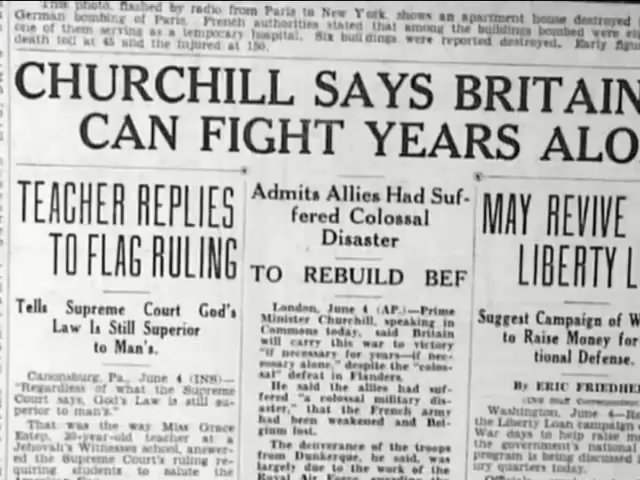 This photo, flashed by radio from Paris to New York, shows an apartment house destroyed
German bombing of Paris. French authorities stated that among the buildings bombed were
one of them serving as a temporary hospital. Six buildings were reported destroyed. Early
death toll at 45 and the injured at 150.
CHURCHILL SAYS BRITAIN
CAN FIGHT YEARS ALO
TEACHER REPLIES
TO FLAG RULING
Tells Supreme Court God's
Law Is Still Superior
to Man's.
Canonsburg, Pa., June 4 (INS)—
"Regardless of what the Supreme
Court says, God's Law is still su-
perior to man's."
That was the way Miss Grace
Estep, 20-year-old teacher at a
Jehovah's Witnesses school, answer-
ed the Supreme Court's ruling re-
quiring students to salute the
Admits Allies Had Suf-
fered Colossal
Disaster
TO REBUILD BEF
London, June 4 (AP.)—Prime
Minister Churchill, speaking in
Commons today, said Britain
will carry this war to victory
"if necessary for years—if nec-
essary alone," despite the "colos-
sal" defeat in Flanders.
He said the allies had suf-
fered "a colossal military dis-
aster," that the French army
had been weakened and Bel-
gium lost.
The deliverance of the troops
from Dunkerque, he said, was
largely due to the work of the
Royal Air Force
MAY REVIVE
LIBERTY L
Suggest Campaign of W
to Raise Money for
tional Defense.
By ERIC FRIEDHE
Washington, June 4—
the Liberty Loan campaign
War days to help raise
the government's national
program is being discussed
ury quarters today.